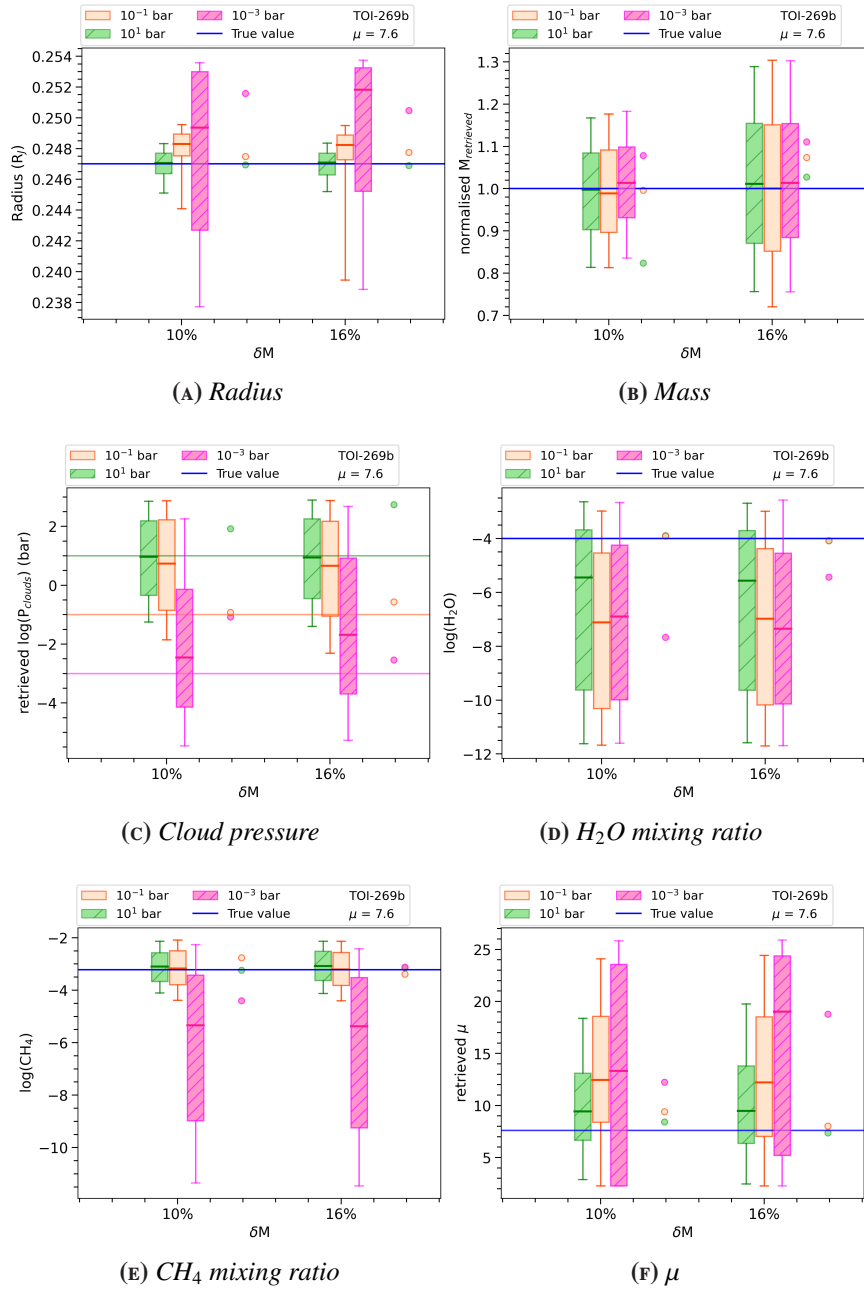 10⁻¹ bar 10⁻³ bar TOI-269b
10¹ bar True value μ = 7.6
Radius (R_J)
0.254
0.252
0.250
0.248
0.246
0.244
0.242
0.240
0.238
10% 16%
δM
(A) Radius
10⁻¹ bar 10⁻³ bar TOI-269b
10¹ bar True value μ = 7.6
normalised M_retrieved
1.3
1.2
1.1
1.0
0.9
0.8
0.7
10% 16%
δM
(B) Mass
10⁻¹ bar 10⁻³ bar TOI-269b
10¹ bar True value μ = 7.6
retrieved log(P_clouds) (bar)
2
0
−2
−4
10% 16%
δM
(C) Cloud pressure
10⁻¹ bar 10⁻³ bar TOI-269b
10¹ bar True value μ = 7.6
log(H₂O)
−4
−6
−8
−10
−12
10% 16%
δM
(D) H₂O mixing ratio
10⁻¹ bar 10⁻³ bar TOI-269b
10¹ bar True value μ = 7.6
log(CH₄)
−2
−4
−6
−8
−10
10% 16%
δM
(E) CH₄ mixing ratio
10⁻¹ bar 10⁻³ bar TOI-269b
10¹ bar True value μ = 7.6
retrieved μ
25
20
15
10
5
10% 16%
δM
(F) μ